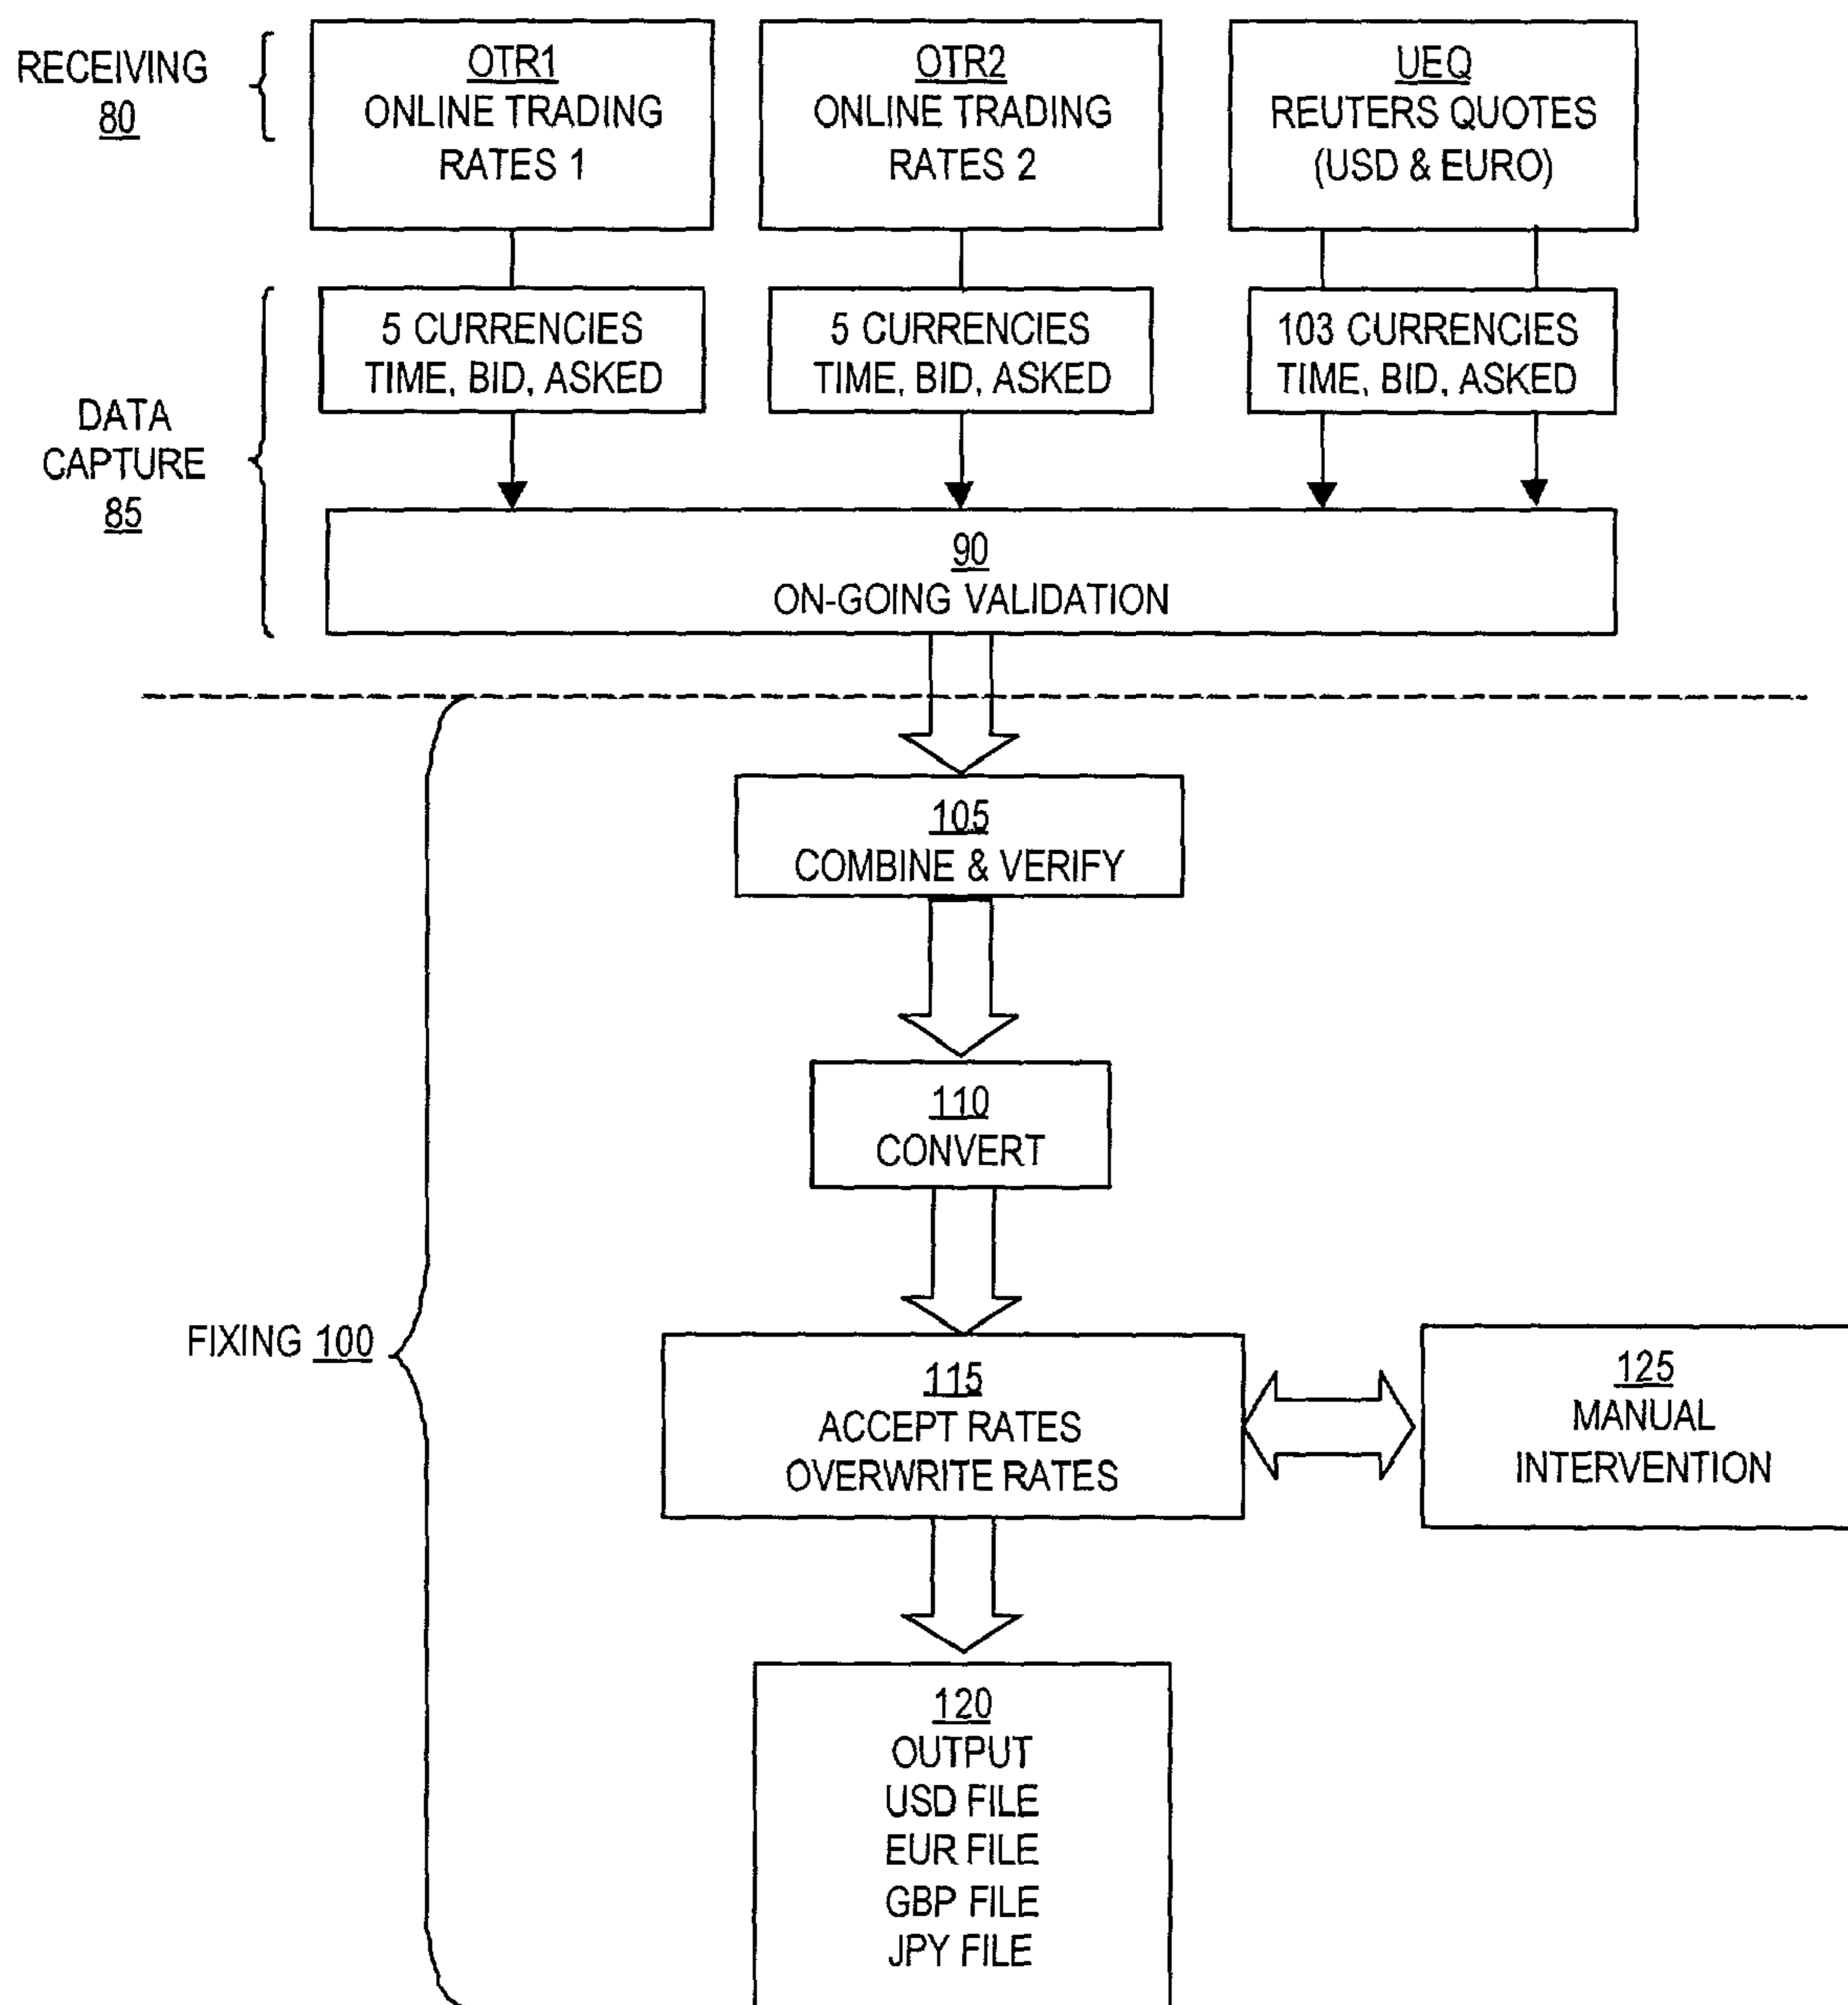 RECEIVING
80
OTR1
ONLINE TRADING
RATES 1
OTR2
ONLINE TRADING
RATES 2
UEQ
REUTERS QUOTES
(USD & EURO)
DATA
CAPTURE
85
5 CURRENCIES
TIME, BID, ASKED
5 CURRENCIES
TIME, BID, ASKED
103 CURRENCIES
TIME, BID, ASKED
90
ON-GOING VALIDATION
FIXING 100
105
COMBINE & VERIFY
110
CONVERT
115
ACCEPT RATES
OVERWRITE RATES
125
MANUAL
INTERVENTION
120
OUTPUT
USD FILE
EUR FILE
GBP FILE
JPY FILE